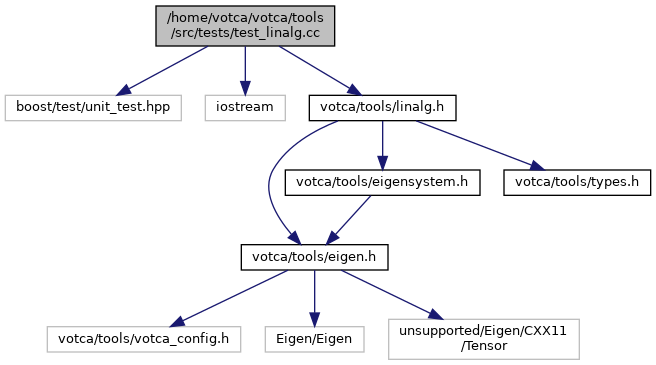 /home/votca/votca/tools
/src/tests/test_linalg.cc
boost/test/unit_test.hpp
iostream
votca/tools/linalg.h
votca/tools/eigensystem.h
votca/tools/types.h
votca/tools/eigen.h
votca/tools/votca_config.h
Eigen/Eigen
unsupported/Eigen/CXX11
/Tensor